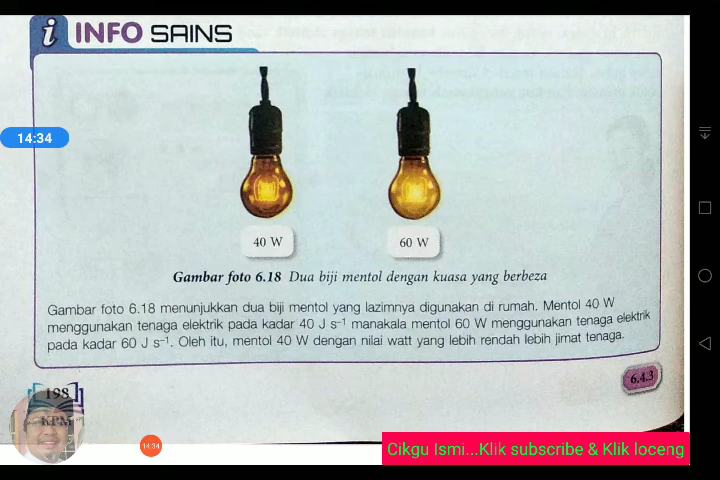 i INFO SAINS
14:34
40 W
60 W
Gambar foto 6.18 Dua biji mentol dengan kuasa yang berbeza
Gambar foto 6.18 menunjukkan dua biji mentol yang lazimnya digunakan di rumah. Mentol 40 W
menggunakan tenaga elektrik pada kadar 40 J s⁻¹ manakala mentol 60 W menggunakan tenaga elektrik
pada kadar 60 J s⁻¹. Oleh itu, mentol 40 W dengan nilai watt yang lebih rendah lebih jimat tenaga.
6.4.3
198
KPM
14:34
Cikgu Ismi...Klik subscribe & Klik loceng